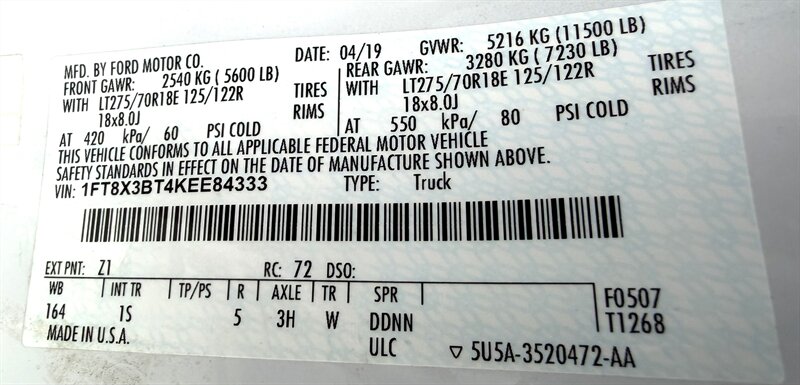 MFD. BY FORD MOTOR CO. DATE: 04/19 GVWR: 5216 KG (11500 LB)
FRONT GAWR: 2540 KG ( 5600 LB) REAR GAWR: 3280 KG ( 7230 LB)
WITH LT275/70R18E 125/122R TIRES WITH LT275/70R18E 125/122R TIRES
18x8.0J RIMS 18x8.0J RIMS
AT 420 kPa/ 60 PSI COLD AT 550 kPa/ 80 PSI COLD
THIS VEHICLE CONFORMS TO ALL APPLICABLE FEDERAL MOTOR VEHICLE
SAFETY STANDARDS IN EFFECT ON THE DATE OF MANUFACTURE SHOWN ABOVE.
VIN: 1FT8X3BT4KEE84333 TYPE: Truck
EXT PNT: Z1 RC: 72 DSO:
WB INT TR TP/PS R AXLE TR SPR F0507
164 1S 5 3H W DDNN T1268
MADE IN U.S.A. ULC ▽ 5U5A-3520472-AA